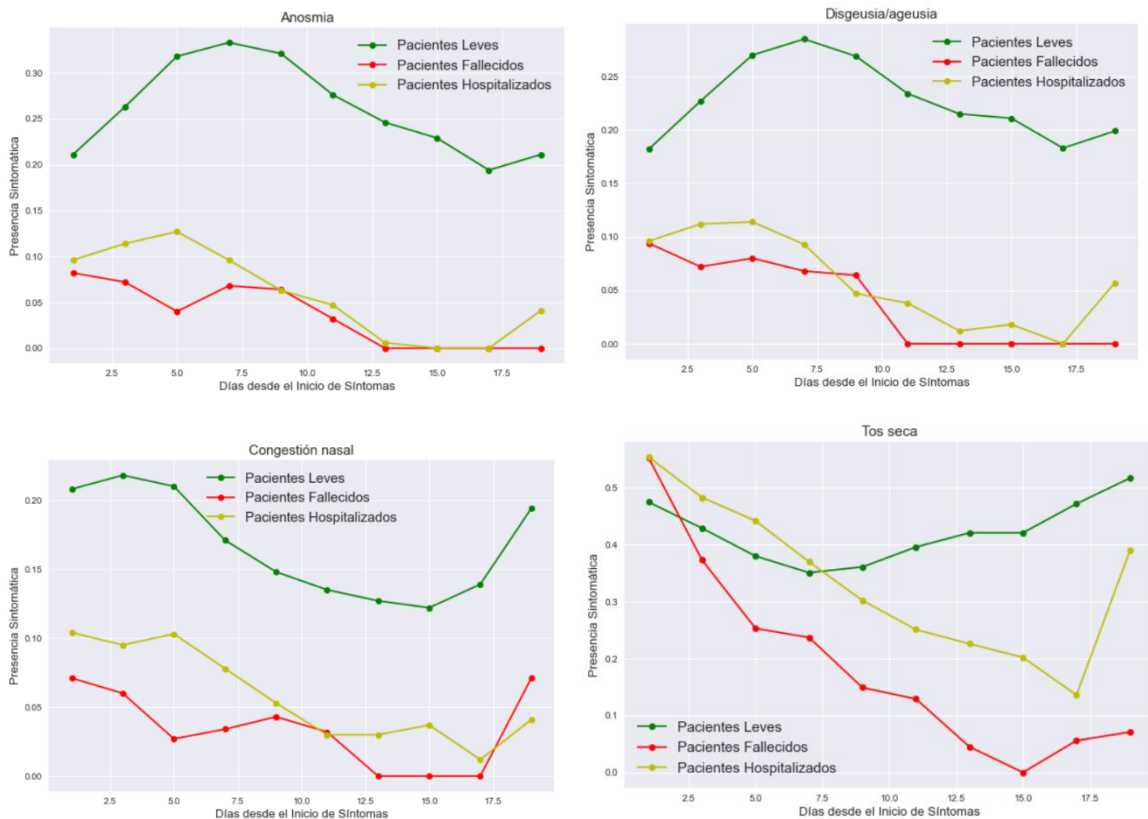 Anosmia
Pacientes Leves
Pacientes Fallecidos
Pacientes Hospitalizados
Presencia Sintomática
0.30
0.25
0.20
0.15
0.10
0.05
0.00
2.5 5.0 7.5 10.0 12.5 15.0 17.5
Días desde el Inicio de Síntomas
Disgeusia/ageusia
Pacientes Leves
Pacientes Fallecidos
Pacientes Hospitalizados
Presencia Sintomática
0.25
0.20
0.15
0.10
0.05
0.00
2.5 5.0 7.5 10.0 12.5 15.0 17.5
Días desde el Inicio de Síntomas
Congestión nasal
Pacientes Leves
Pacientes Fallecidos
Pacientes Hospitalizados
Presencia Sintomática
0.20
0.15
0.10
0.05
0.00
2.5 5.0 7.5 10.0 12.5 15.0 17.5
Días desde el Inicio de Síntomas
Tos seca
Presencia Sintomática
0.5
0.4
0.3
0.2
0.1
0.0
Pacientes Leves
Pacientes Fallecidos
Pacientes Hospitalizados
2.5 5.0 7.5 10.0 12.5 15.0 17.5
Días desde el Inicio de Síntomas